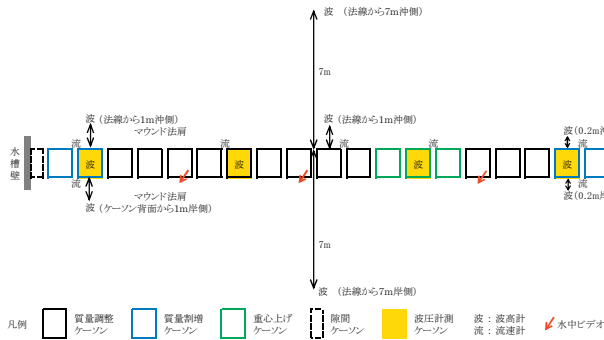 波 (法線から7m沖側)
7m
波 (法線から1m沖側)
波 (法線から1m沖側)
マウンド法肩
波(0.2m沖
流
流
流
流
流
水槽壁
波
波
波
波
流
流
マウンド法肩
波 (ケーソン背面から1m岸側)
波(0.2m岸
7m
波 (法線から7m岸側)
凡例
質量調整
ケーソン
質量割増
ケーソン
重心上げ
ケーソン
隙間
ケーソン
波
波圧計測
ケーソン
波 : 波高計
流 : 流速計
水中ビデオ